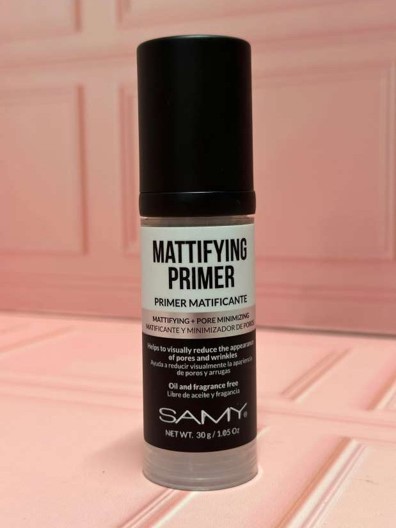 MATTIFYING
PRIMER
PRIMER MATIFICANTE
MATTIFYING + PORE MINIMIZING
MATIFICANTE Y MINIMIZADOR DE POROS
Helps to visually reduce the appearance
of pores and wrinkles
Ayuda a reducir visualmente la apariencia
de poros y arrugas
Oil and fragrance free
Libre de aceite y fragancia
SAMY®
NET WT. 30 g / 1.05 Oz